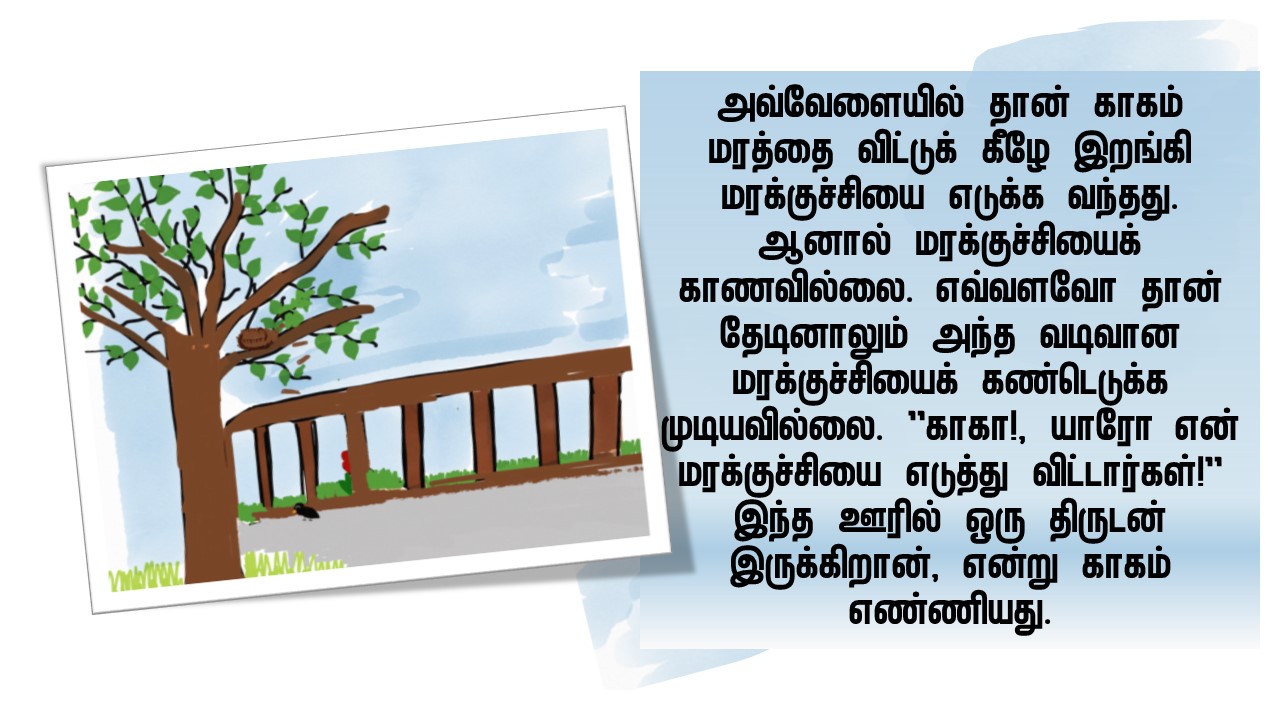 அவ்வேளையில் தான் காகம்
மரத்தை விட்டுக் கீழே இறங்கி
மரக்குச்சியை எடுக்க வந்தது.
ஆனால் மரக்குச்சியைக்
காணவில்லை. எவ்வளவோ தான்
தேடினாலும் அந்த வடிவான
மரக்குச்சியைக் கண்டெடுக்க
முடியவில்லை. ”காகா!, யாரோ என்
மரக்குச்சியை எடுத்து விட்டார்கள்!”
இந்த ஊரில் ஒரு திருடன்
இருக்கிறான், என்று காகம்
எண்ணியது.